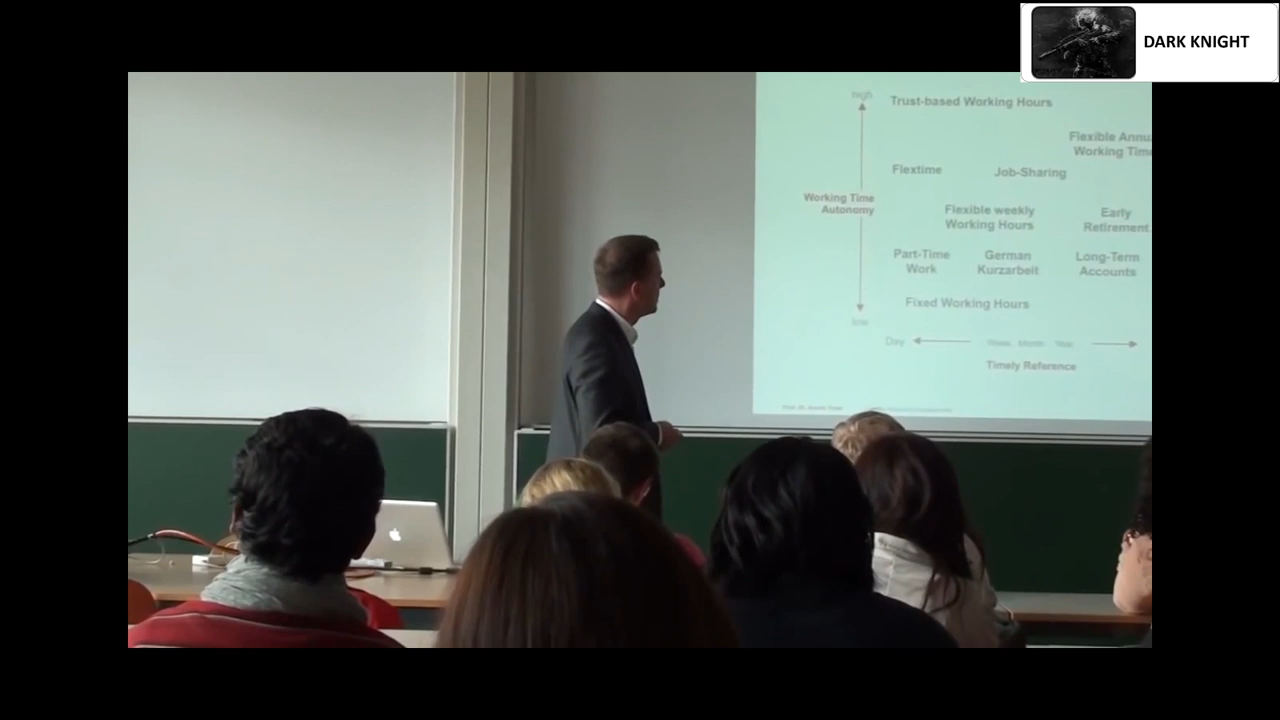 DARK KNIGHT
high
Trust-based Working Hours
Flexible Annu
Working Time
Flextime
Job-Sharing
Working Time
Autonomy
Flexible weekly
Working Hours
Early
Retirement
Part-Time
Work
German
Kurzarbeit
Long-Term
Accounts
Fixed Working Hours
low
Day
Week
Month
Year
Timely Reference